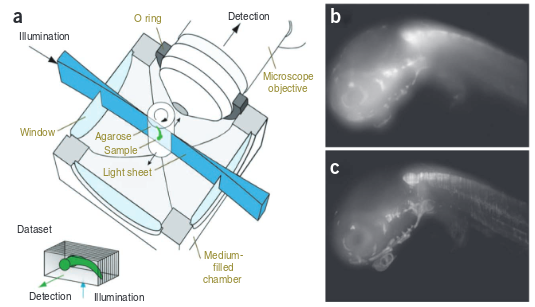 a
O ring
Detection
Illumination
Microscope
objective
Window
Agarose
Sample
Light sheet
Dataset
Medium-
filled
chamber
Detection
Illumination
b
c